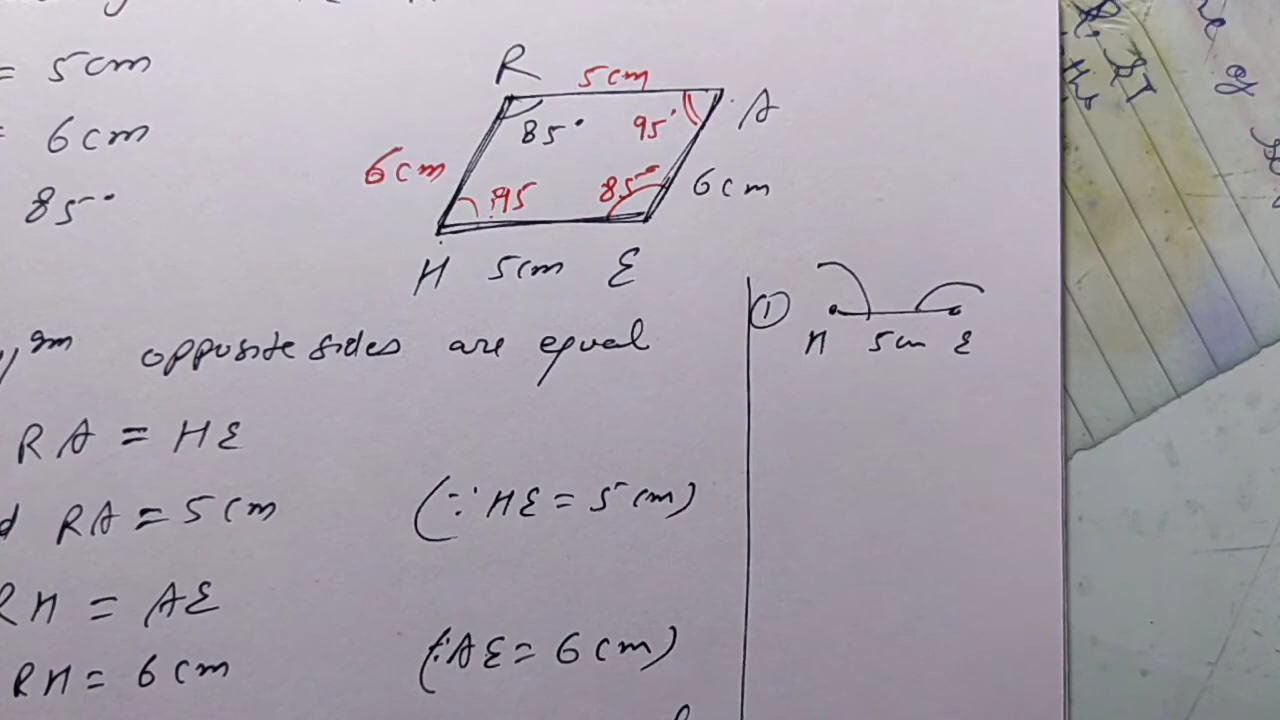 = 5cm
= 6cm
85°
R 5cm A
85° 95°
6cm
95 85°
6cm
H 5cm E
opposite sides are equal
RA = HE
RA = 5cm (∵ HE = 5cm)
RH = AE
RH = 6cm (∵ AE = 6cm)
①
H 5cm E
of